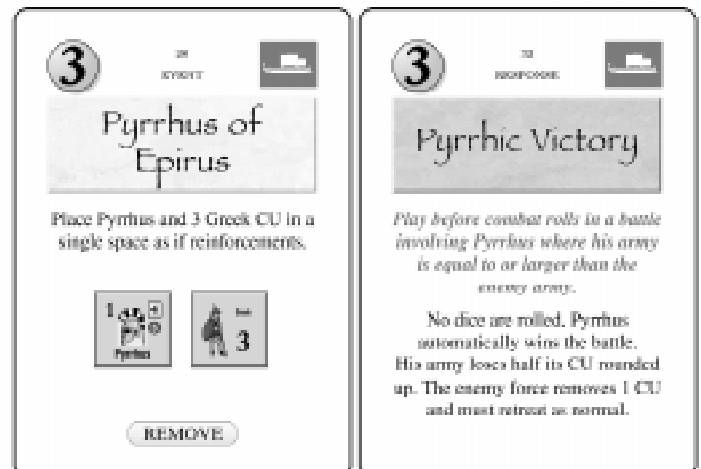 3
EVENT
Pyrrhus of
Epirus
Place Pyrrhus and 3 Greek CU in a
single space as if reinforcements.
1
Pyrrhus
3
REMOVE
3
RESPONSE
Pyrrhic Victory
Play before combat rolls in a battle
involving Pyrrhus where his army
is equal to or larger than the
enemy army.
No dice are rolled. Pyrrhus
automatically wins the battle.
His army loses half its CU rounded
up. The enemy force removes 1 CU
and must retreat as normal.